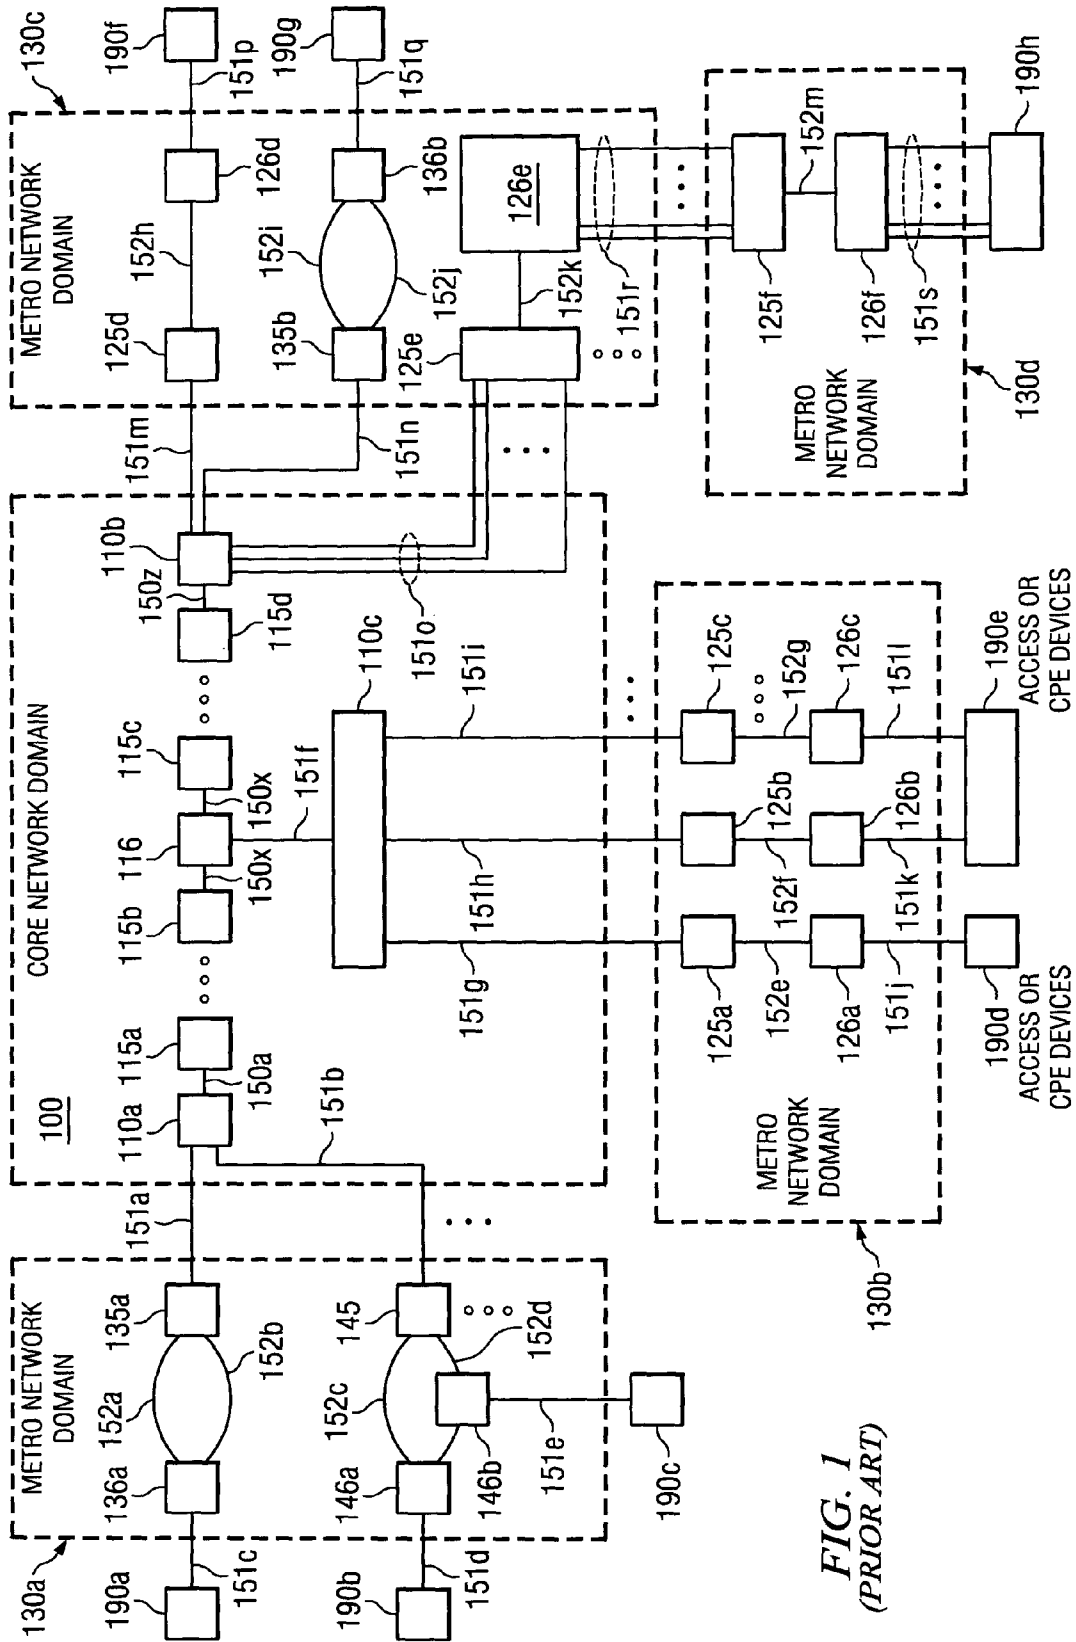 130a
190a
151c
136a
152a
152b
135a
METRO NETWORK
DOMAIN
151a
190b
151d
146a
152c
152d
145
146b
151e
190c
151b
100
CORE NETWORK DOMAIN
110a
150a
115a
115b
150x
116
150x
115c
115d
150z
110b
151f
110c
151g
151h
151i
151o
151m
151n
130c
METRO NETWORK
DOMAIN
125d
152h
126d
151p
190f
135b
152i
152j
136b
151q
190g
125e
152k
126e
151r
130b
METRO
NETWORK
DOMAIN
125a
152e
126a
151j
190d
ACCESS OR
CPE DEVICES
125b
152f
126b
151k
125c
152g
126c
151l
190e
ACCESS OR
CPE DEVICES
130d
METRO
NETWORK
DOMAIN
125f
152m
126f
151s
190h
FIG. 1
(PRIOR ART)